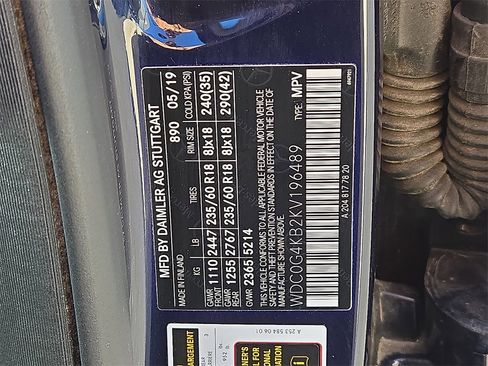 MFD BY DAIMLER AG STUTTGART
MADE IN FINLAND 890 05/19
KG LB TIRES RIM SIZE COLD KPA(PSI)
GAWR FRONT 1110 2447 235/60 R18 8Jx18 240(35)
GAWR REAR 1255 2767 235/60 R18 8Jx18 290(42)
GVWR 2365 5214
THIS VEHICLE CONFORMS TO ALL APPLICABLE FEDERAL MOTOR VEHICLE
SAFETY AND THEFT PREVENTION STANDARDS IN EFFECT ON THE DATE OF
MANUFACTURE SHOWN ABOVE
WDC0G4KB2KV196489 TYPE: MPV
A 204 817 78 20
A 253 584 06 01